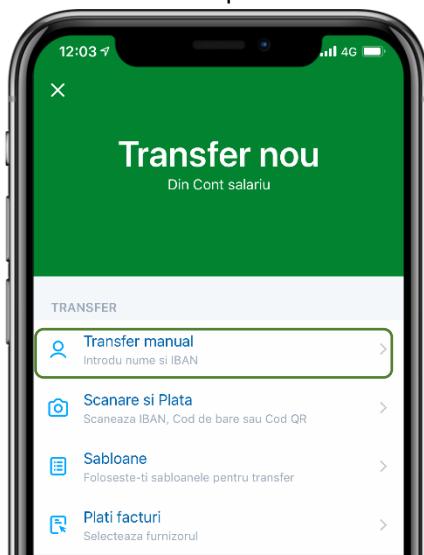 12:03
4G
Transfer nou
Din Cont salariu
TRANSFER
Transfer manual
Introdu nume si IBAN
Scanare si Plata
Scaneaza IBAN, Cod de bare sau Cod QR
Sabloane
Foloseste-ti sabloanele pentru transfer
Plati facturi
Selecteaza furnizorul